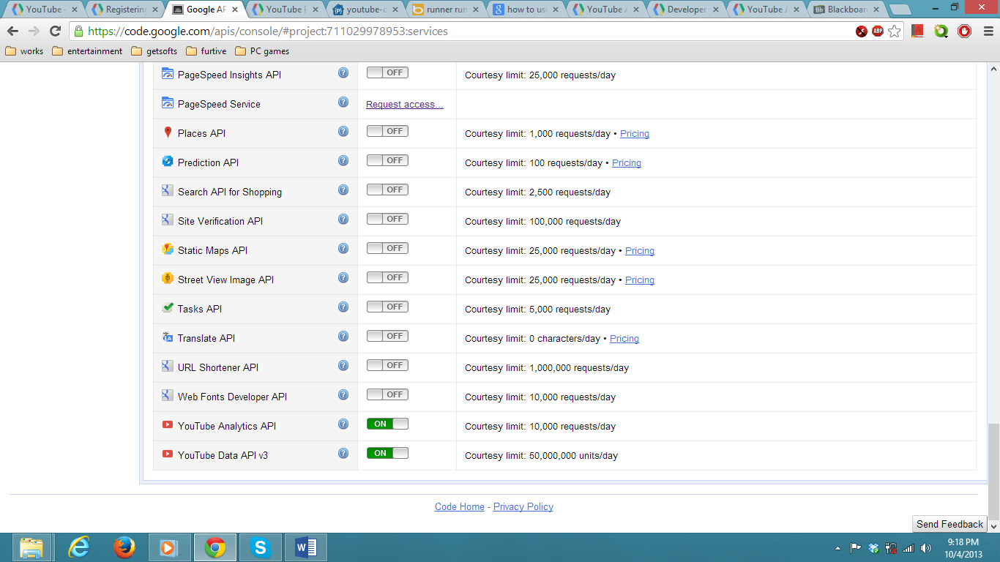 YouTube -
Registering
Google AP
YouTube P
youtube-c
runner run
how to use
YouTube A
Developer
YouTube A
Blackboar
https://code.google.com/apis/console/#project:711029978953:services
ABP
works entertainment getsofts furtive PC games
PageSpeed Insights API ? OFF Courtesy limit: 25,000 requests/day
PageSpeed Service ? Request access...
Places API ? OFF Courtesy limit: 1,000 requests/day • Pricing
Prediction API ? OFF Courtesy limit: 100 requests/day • Pricing
Search API for Shopping ? OFF Courtesy limit: 2,500 requests/day
Site Verification API ? OFF Courtesy limit: 100,000 requests/day
Static Maps API ? OFF Courtesy limit: 25,000 requests/day • Pricing
Street View Image API ? OFF Courtesy limit: 25,000 requests/day • Pricing
Tasks API ? OFF Courtesy limit: 5,000 requests/day
Translate API ? OFF Courtesy limit: 0 characters/day • Pricing
URL Shortener API ? OFF Courtesy limit: 1,000,000 requests/day
Web Fonts Developer API ? OFF Courtesy limit: 10,000 requests/day
YouTube Analytics API ? ON Courtesy limit: 10,000 requests/day
YouTube Data API v3 ? ON Courtesy limit: 50,000,000 units/day
Code Home - Privacy Policy
Send Feedback
9:18 PM
10/4/2013